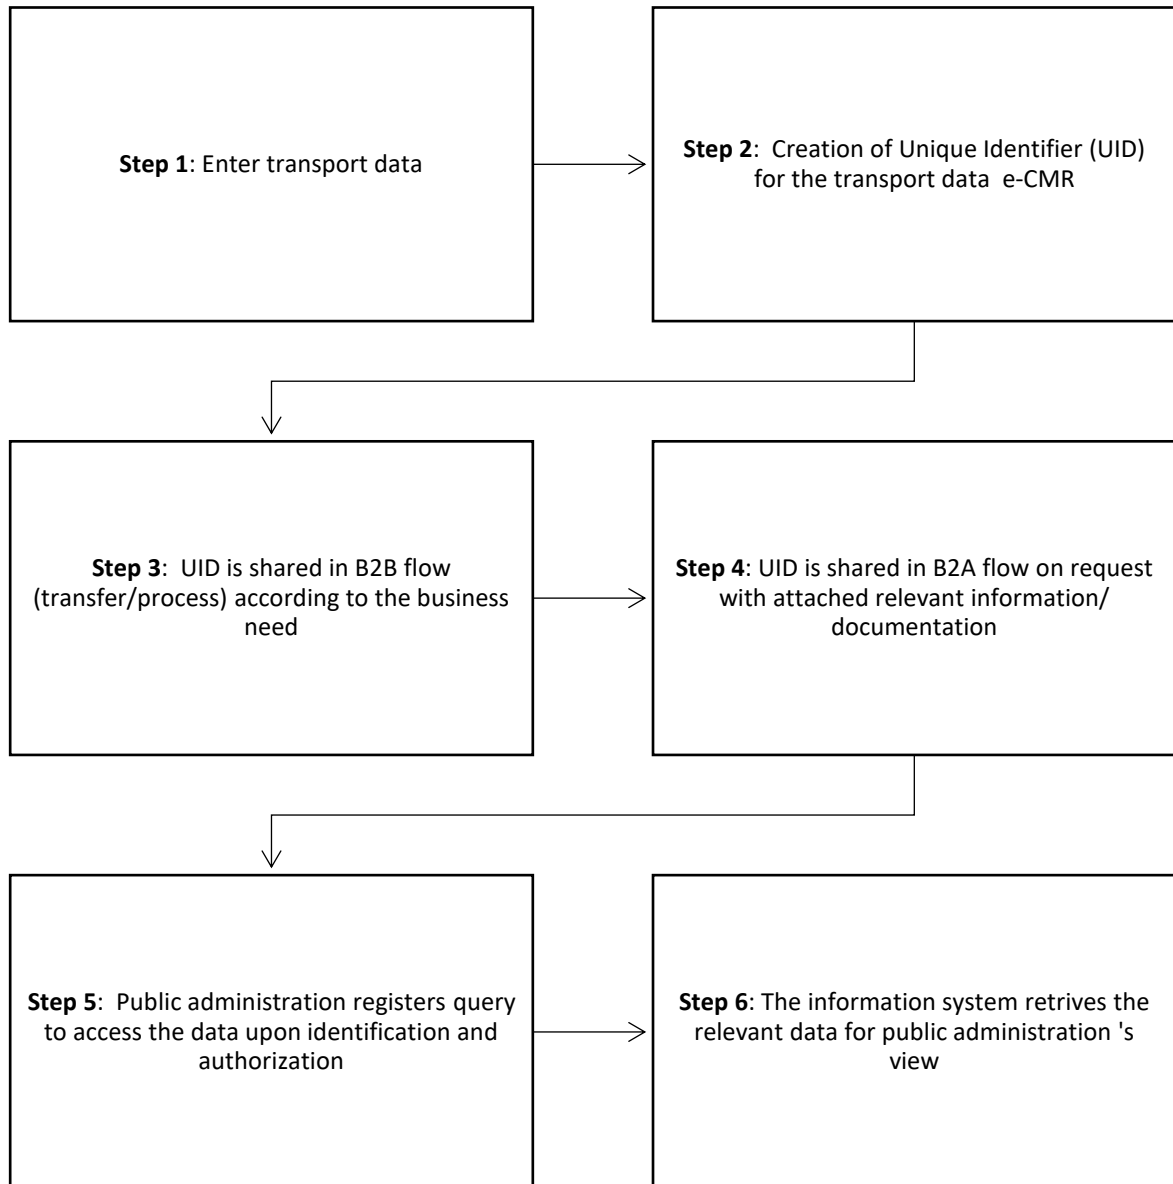 Step 1: Enter transport data
Step 2:  Creation of Unique Identifier (UID)
for the transport data  e-CMR
Step 3:  UID is shared in B2B flow
(transfer/process) according to the business
need
Step 4: UID is shared in B2A flow on request
with attached relevant information/
documentation
Step 5:  Public administration registers query
to access the data upon identification and
authorization
Step 6: The information system retrives the
relevant data for public administration 's
view